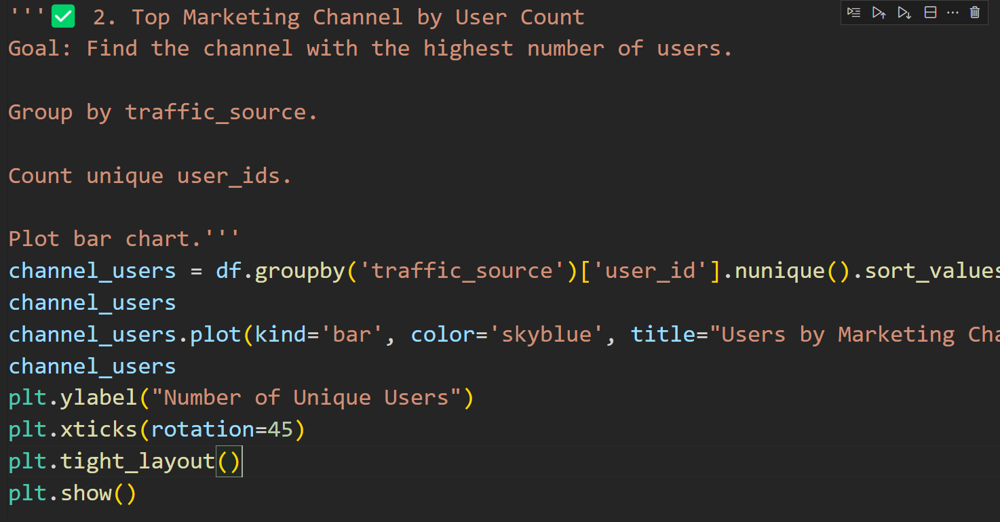 '''✅ 2. Top Marketing Channel by User Count
Goal: Find the channel with the highest number of users.
Group by traffic_source.
Count unique user_ids.
Plot bar chart.'''
channel_users = df.groupby('traffic_source')['user_id'].nunique().sort_values
channel_users
channel_users.plot(kind='bar', color='skyblue', title="Users by Marketing Cha
channel_users
plt.ylabel("Number of Unique Users")
plt.xticks(rotation=45)
plt.tight_layout()
plt.show()